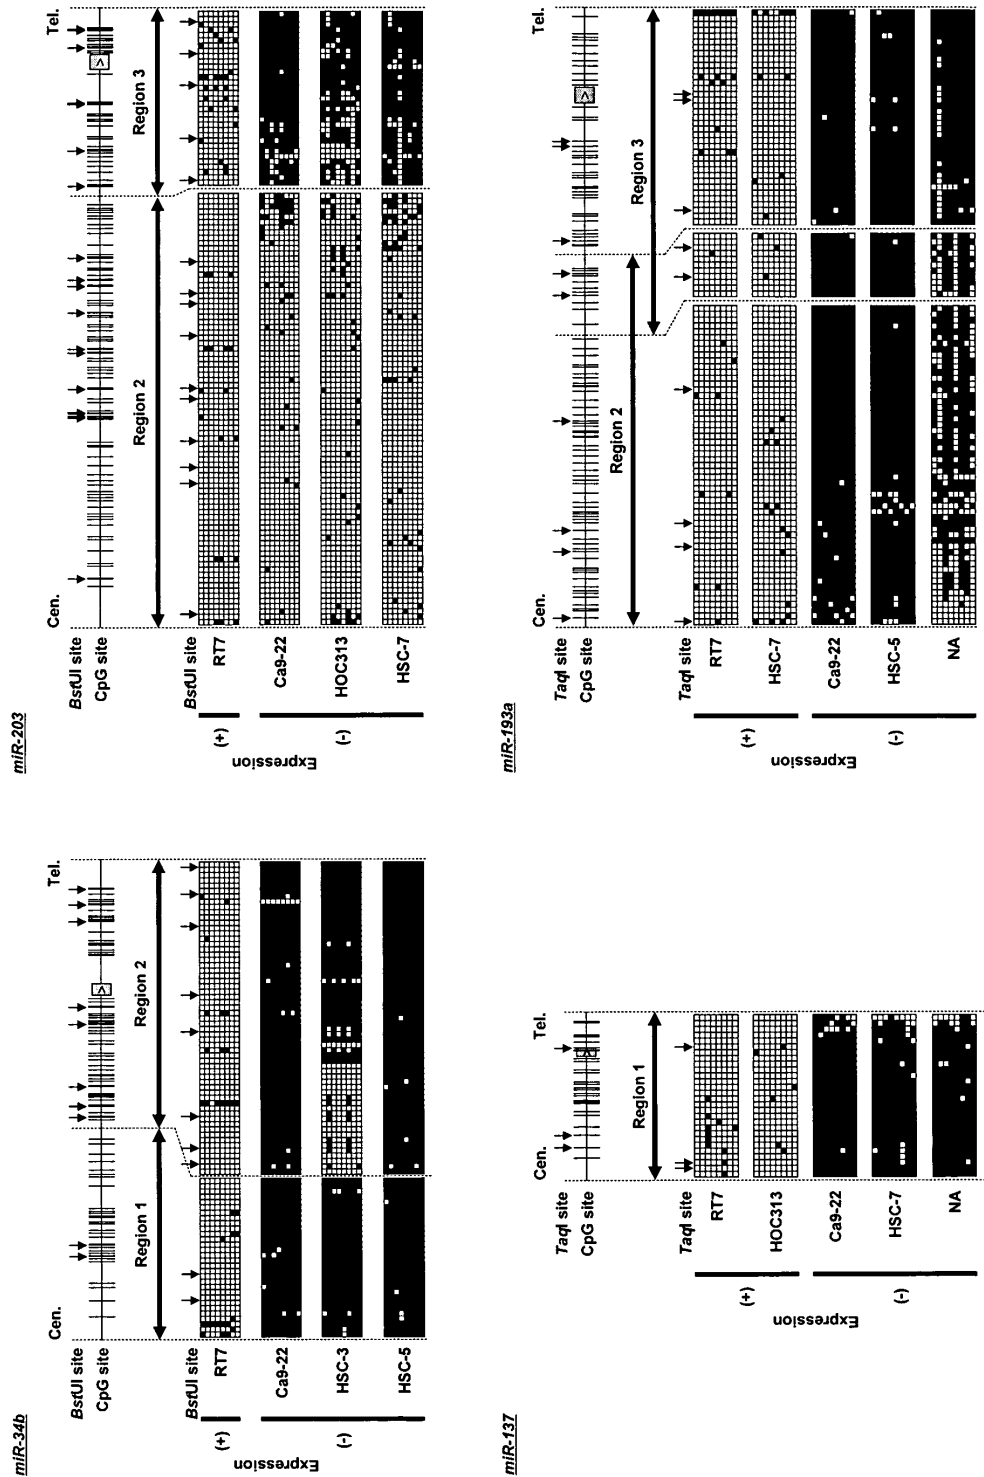 miR-34b
BstUI site
CpG site
Cen.
Tel.
Region 1
Region 2
BstUI site
RT7
Ca9-22
HSC-3
HSC-5
(+)
(-)
Expression
miR-203
BstUI site
CpG site
Cen.
Tel.
Region 2
Region 3
BstUI site
RT7
Ca9-22
HOC313
HSC-7
(+)
(-)
Expression
miR-137
TaqI site
CpG site
Cen.
Tel.
Region 1
TaqI site
RT7
HOC313
Ca9-22
HSC-7
NA
(+)
(-)
Expression
miR-193a
TaqI site
CpG site
Cen.
Tel.
Region 2
Region 3
TaqI site
RT7
HSC-7
Ca9-22
HSC-5
NA
(+)
(-)
Expression